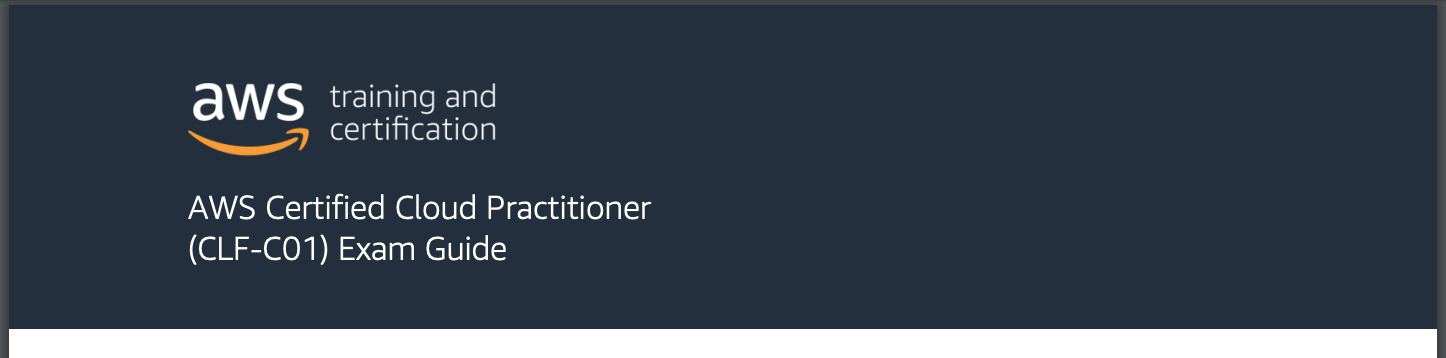 aws training and
certification
AWS Certified Cloud Practitioner
(CLF-C01) Exam Guide